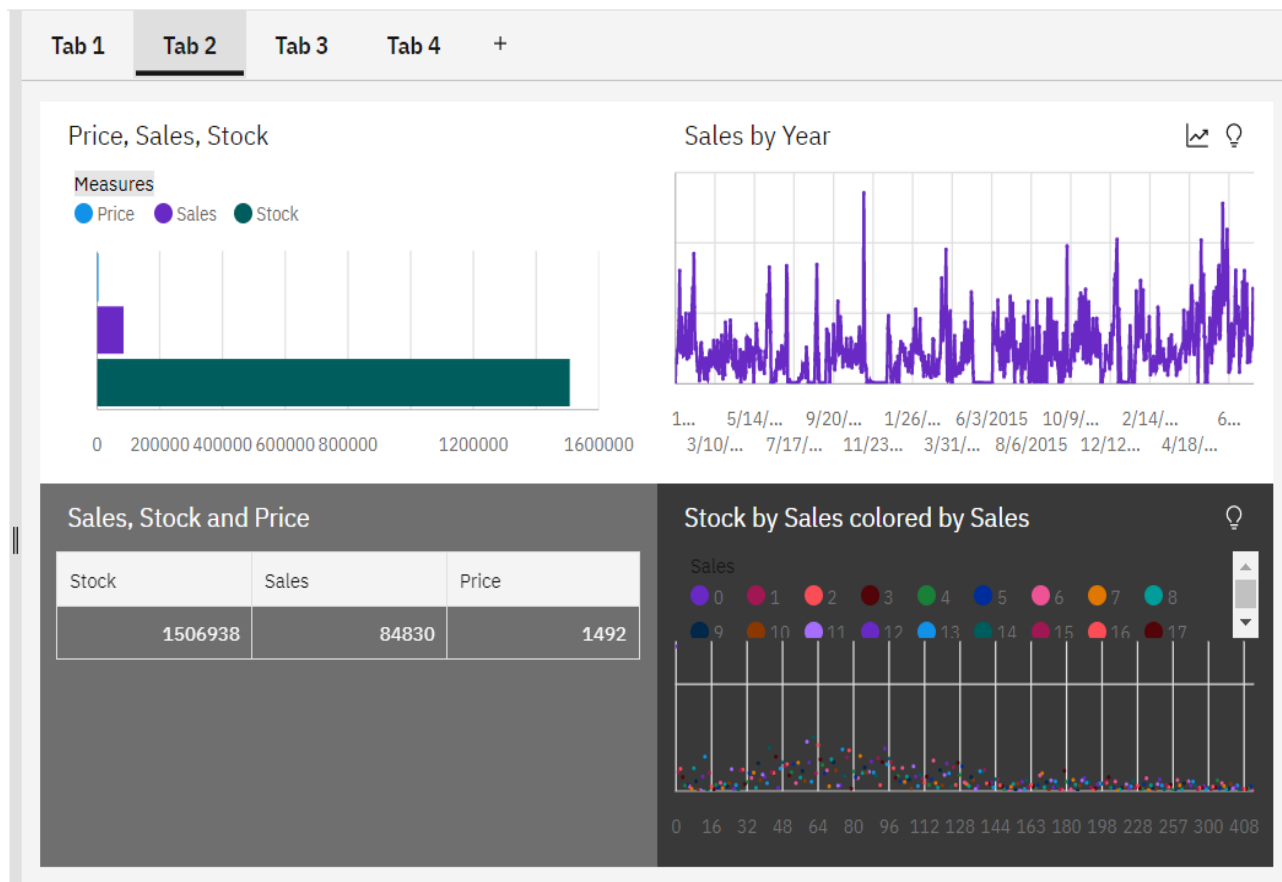 Tab 1 Tab 2 Tab 3 Tab 4 +
Price, Sales, Stock
Measures
Price Sales Stock
0 200000 400000 600000 800000 1200000 1600000
Sales by Year
1... 5/14/... 9/20/... 1/26/... 6/3/2015 10/9/... 2/14/... 6...
3/10/... 7/17/... 11/23... 3/31/... 8/6/2015 12/12... 4/18/...
Sales, Stock and Price
Stock Sales Price
1506938 84830 1492
Stock by Sales colored by Sales
Sales
0 1 2 3 4 5 6 7 8
9 10 11 12 13 14 15 16 17
0 16 32 48 64 80 96 112 128 144 163 180 198 228 257 300 408